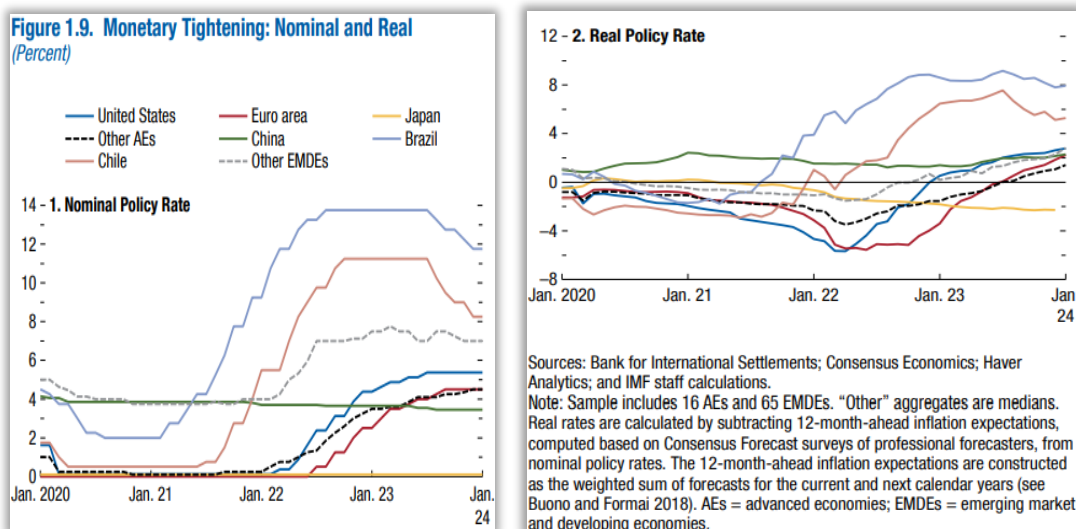 Figure 1.9. Monetary Tightening: Nominal and Real
(Percent)
United States
Euro area
Japan
Other AEs
China
Brazil
Chile
Other EMDEs
14 - 1. Nominal Policy Rate
12 -
10 -
8 -
6 -
4 -
2 -
0
Jan. 2020
Jan. 21
Jan. 22
Jan. 23
Jan.
24
12 - 2. Real Policy Rate
8 -
4 -
0
–4 -
–8
Jan. 2020
Jan. 21
Jan. 22
Jan. 23
Jan
24
Sources: Bank for International Settlements; Consensus Economics; Haver
Analytics; and IMF staff calculations.
Note: Sample includes 16 AEs and 65 EMDEs. “Other” aggregates are medians.
Real rates are calculated by subtracting 12-month-ahead inflation expectations,
computed based on Consensus Forecast surveys of professional forecasters, from
nominal policy rates. The 12-month-ahead inflation expectations are constructed
as the weighted sum of forecasts for the current and next calendar years (see
Buono and Formai 2018). AEs = advanced economies; EMDEs = emerging market
and developing economies.